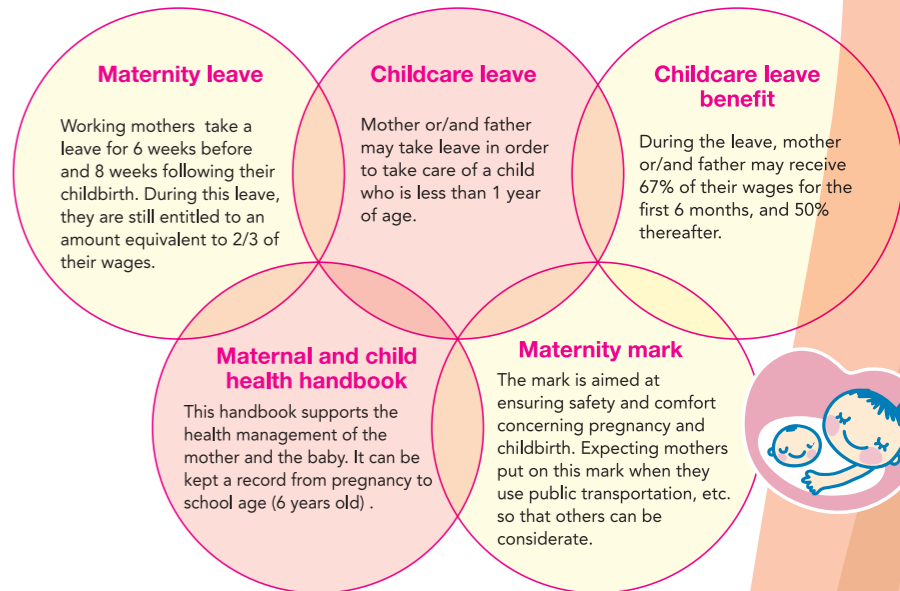 Maternity leave
Working mothers take a
leave for 6 weeks before
and 8 weeks following their
childbirth. During this leave,
they are still entitled to an
amount equivalent to 2/3 of
their wages.
Childcare leave
Mother or/and father
may take leave in order
to take care of a child
who is less than 1 year
of age.
Childcare leave
benefit
During the leave, mother
or/and father may receive
67% of their wages for the
first 6 months, and 50%
thereafter.
Maternal and child
health handbook
This handbook supports the
health management of the
mother and the baby. It can be
kept a record from pregnancy to
school age (6 years old) .
Maternity mark
The mark is aimed at
ensuring safety and comfort
concerning pregnancy and
childbirth. Expecting mothers
put on this mark when they
use public transportation, etc.
so that others can be
considerate.